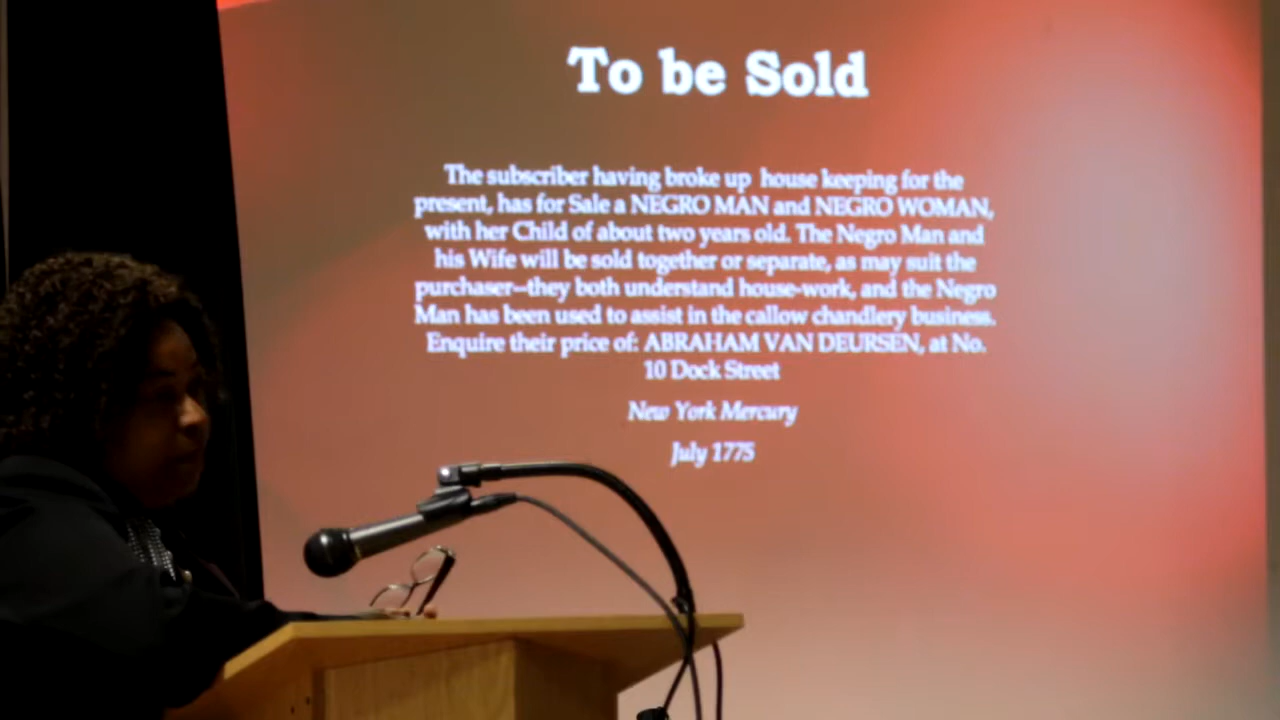 To be Sold
The subscriber having broke up house keeping for the
present, has for Sale a NEGRO MAN and NEGRO WOMAN,
with her Child of about two years old. The Negro Man and
his Wife will be sold together or separate, as may suit the
purchaser--they both understand house-work, and the Negro
Man has been used to assist in the callow chandlery business.
Enquire their price of: ABRAHAM VAN DEURSEN, at No.
10 Dock Street
New York Mercury
July 1775